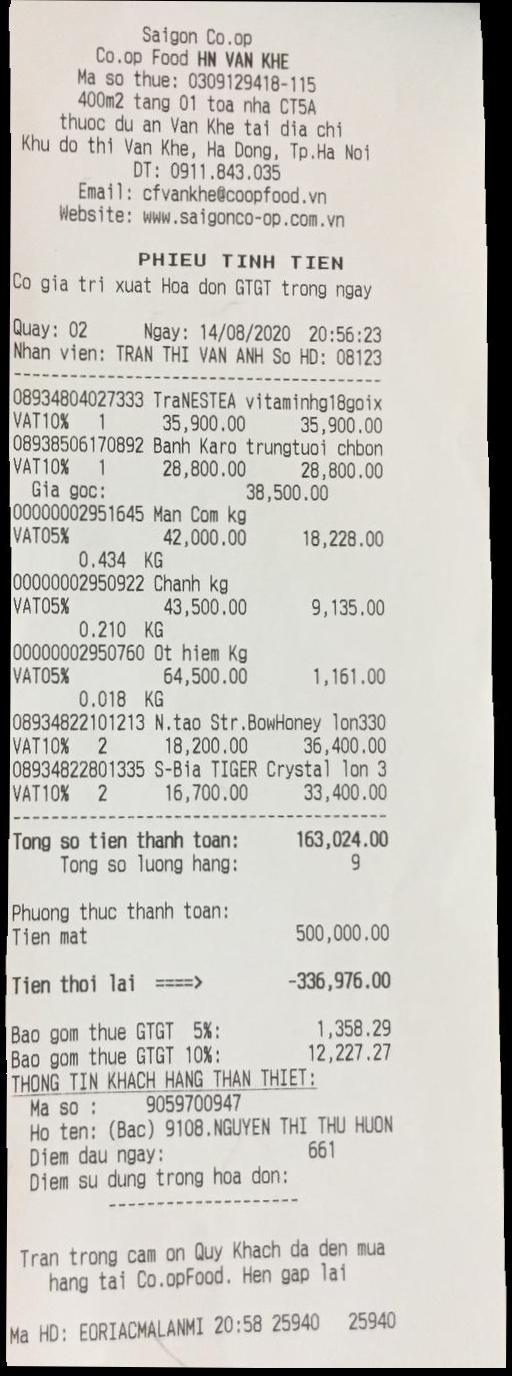 Saigon Co.op
Co.op Food HN VAN KHE
Ma so thue: 0309129418-115
400m2 tang 01 toa nha CT5A
thuoc du an Van Khe tai dia chi
Khu do thi Van Khe, Ha Dong, Tp.Ha Noi
DT: 0911.843.035
Email: cfvankhe@coopfood.vn
Website: www.saigonco-op.com.vn
PHIEU TINH TIEN
Co gia tri xuat Hoa don GTGT trong ngay
Quay: 02 Ngay: 14/08/2020 20:56:23
Nhan vien: TRAN THI VAN ANH So HD: 08123
--------------------------------------
08934804027333 TraNESTEA vitaminhg18goix
VAT10% 1 35,900.00 35,900.00
08938506170892 Banh Karo trungtuoi chbon
VAT10% 1 28,800.00 28,800.00
Gia goc: 38,500.00
00000002951645 Man Com kg
VAT05% 42,000.00 18,228.00
0.434 KG
00000002950922 Chanh kg
VAT05% 43,500.00 9,135.00
0.210 KG
00000002950760 Ot hiem Kg
VAT05% 64,500.00 1,161.00
0.018 KG
08934822101213 N.tao Str.BowHoney lon330
VAT10% 2 18,200.00 36,400.00
08934822801335 S-Bia TIGER Crystal lon 3
VAT10% 2 16,700.00 33,400.00
--------------------------------------
Tong so tien thanh toan: 163,024.00
Tong so luong hang: 9
Phuong thuc thanh toan:
Tien mat 500,000.00
Tien thoi lai ====> -336,976.00
Bao gom thue GTGT 5%: 1,358.29
Bao gom thue GTGT 10%: 12,227.27
THONG TIN KHACH HANG THAN THIET:
Ma so : 9059700947
Ho ten: (Bac) 9108.NGUYEN THI THU HUON
Diem dau ngay: 661
Diem su dung trong hoa don:
-------------------
Tran trong cam on Quy Khach da den mua
hang tai Co.opFood. Hen gap lai
Ma HD: EORIACMALANMI 20:58 25940 25940